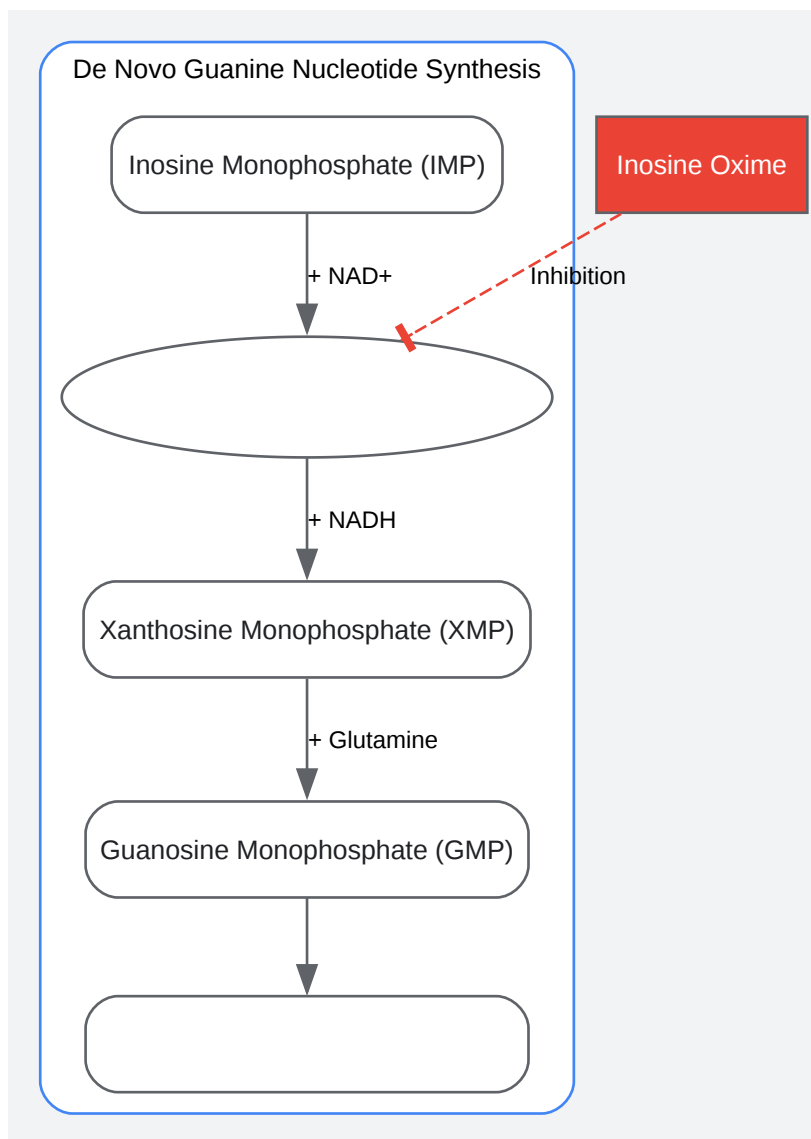 De Novo Guanine Nucleotide Synthesis
Inosine Monophosphate (IMP)
Inosine Oxime
+ NAD+
Inhibition
+ NADH
Xanthosine Monophosphate (XMP)
+ Glutamine
Guanosine Monophosphate (GMP)